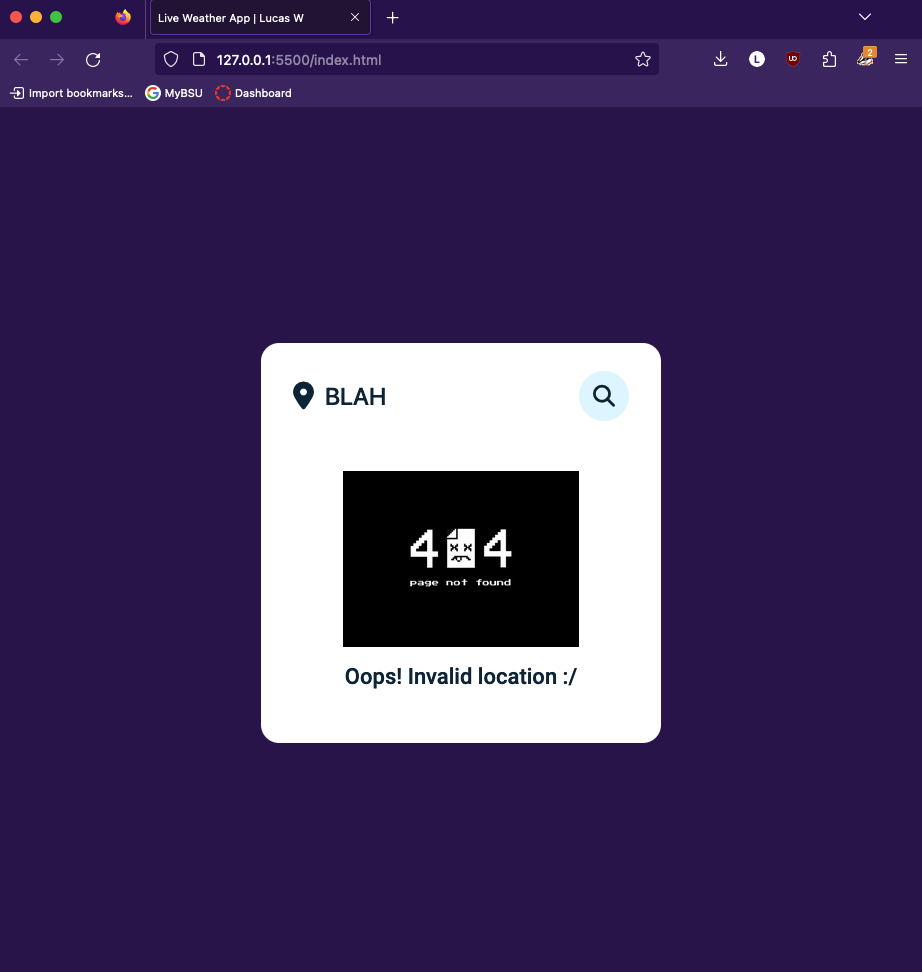 Live Weather App | Lucas W
127.0.0.1:5500/index.html
L
UO
2
Import bookmarks...
MyBSU
Dashboard
BLAH
4 4
page not found
Oops! Invalid location :/